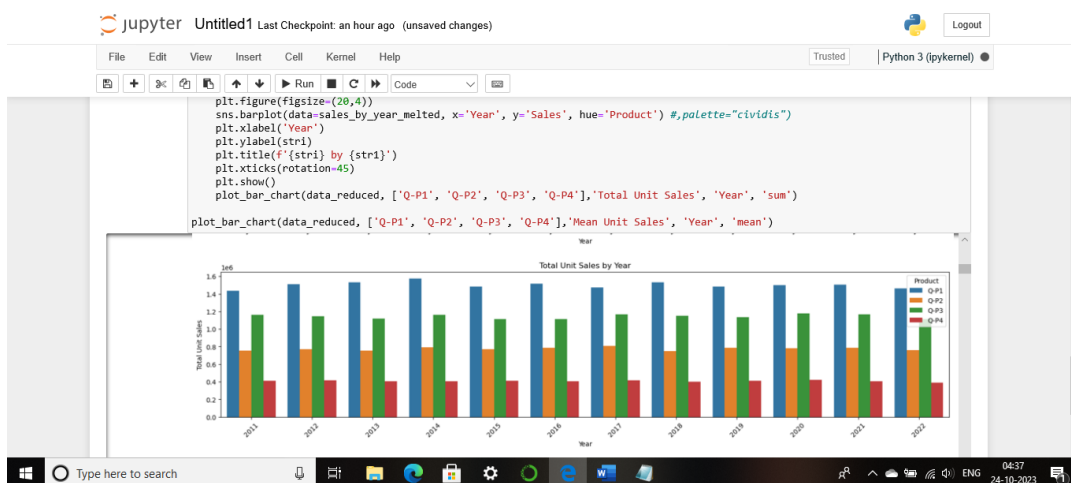 jupyter Untitled1 Last Checkpoint: an hour ago (unsaved changes) Logout
File Edit View Insert Cell Kernel Help Trusted Python 3 (ipykernel)
Run Code
plt.figure(figsize=(20,4))
sns.barplot(data=sales_by_year_melted, x='Year', y='Sales', hue='Product') #,palette="cividis")
plt.xlabel('Year')
plt.ylabel(stri)
plt.title(f'{stri} by {str1}')
plt.xticks(rotation=45)
plt.show()
plot_bar_chart(data_reduced, ['Q-P1', 'Q-P2', 'Q-P3', 'Q-P4'],'Total Unit Sales', 'Year', 'sum')
plot_bar_chart(data_reduced, ['Q-P1', 'Q-P2', 'Q-P3', 'Q-P4'],'Mean Unit Sales', 'Year', 'mean')
Year
Total Unit Sales by Year
1e6
1.6
1.4
1.2
1.0
0.8
0.6
0.4
0.2
0.0
Total Unit Sales
Product
Q-P1
Q-P2
Q-P3
Q-P4
2011 2012 2013 2014 2015 2016 2017 2018 2019 2020 2021 2022
Year
Type here to search
ENG
04:37
24-10-2023
1